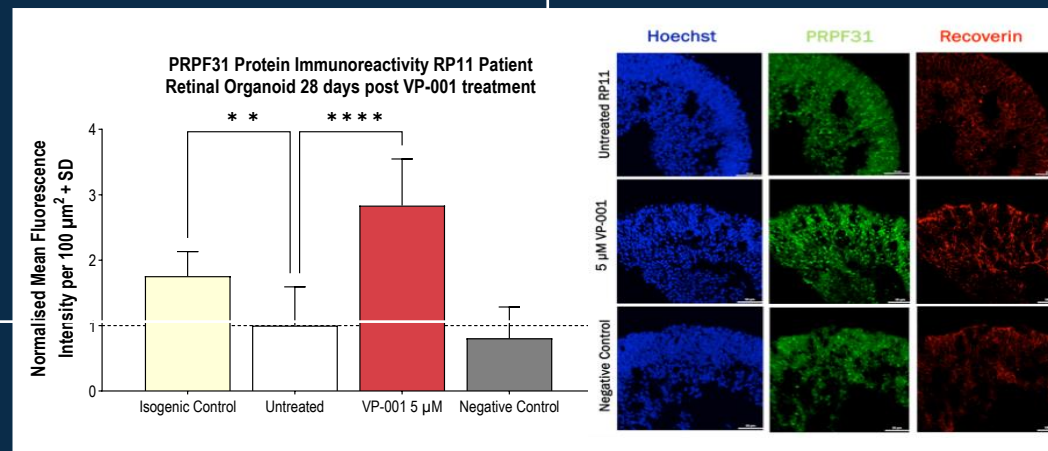 PRPF31 Protein Immunoreactivity RP11 Patient
Retinal Organoid 28 days post VP-001 treatment
* *
* * * *
Normalised Mean Fluorescence
Intensity per 100 µm² + SD
4
3
2
1
0
Isogenic Control
Untreated
VP-001 5 µM
Negative Control
Hoechst
PRPF31
Recoverin
Untreated RP11
5 µM VP-001
Negative Control